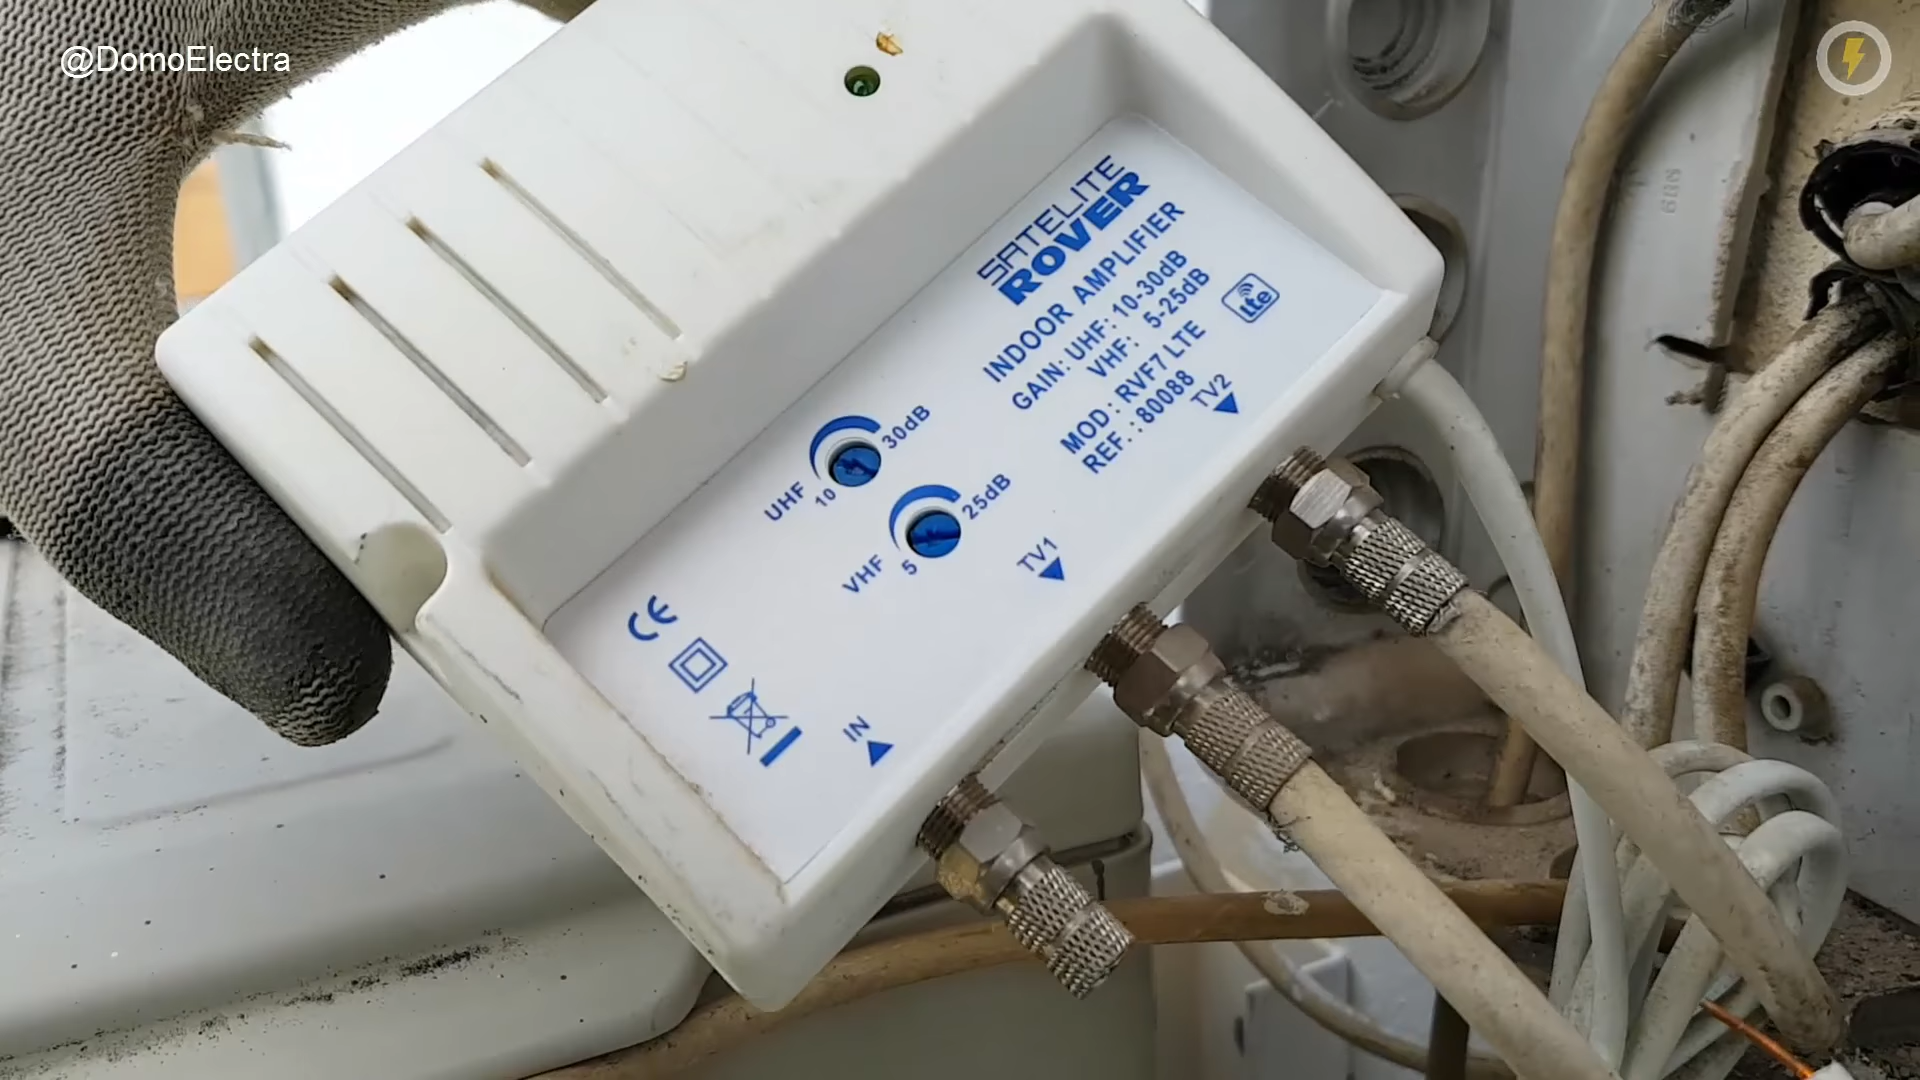 @DomoElectra
SATELITE
ROVER
INDOOR AMPLIFIER
GAIN: UHF: 10-30dB
VHF: 5-25dB
MOD: RVF7 LTE
REF.: 80088
Lte
TV2
UHF 10 30dB
VHF 5 25dB
TV1
IN
CE